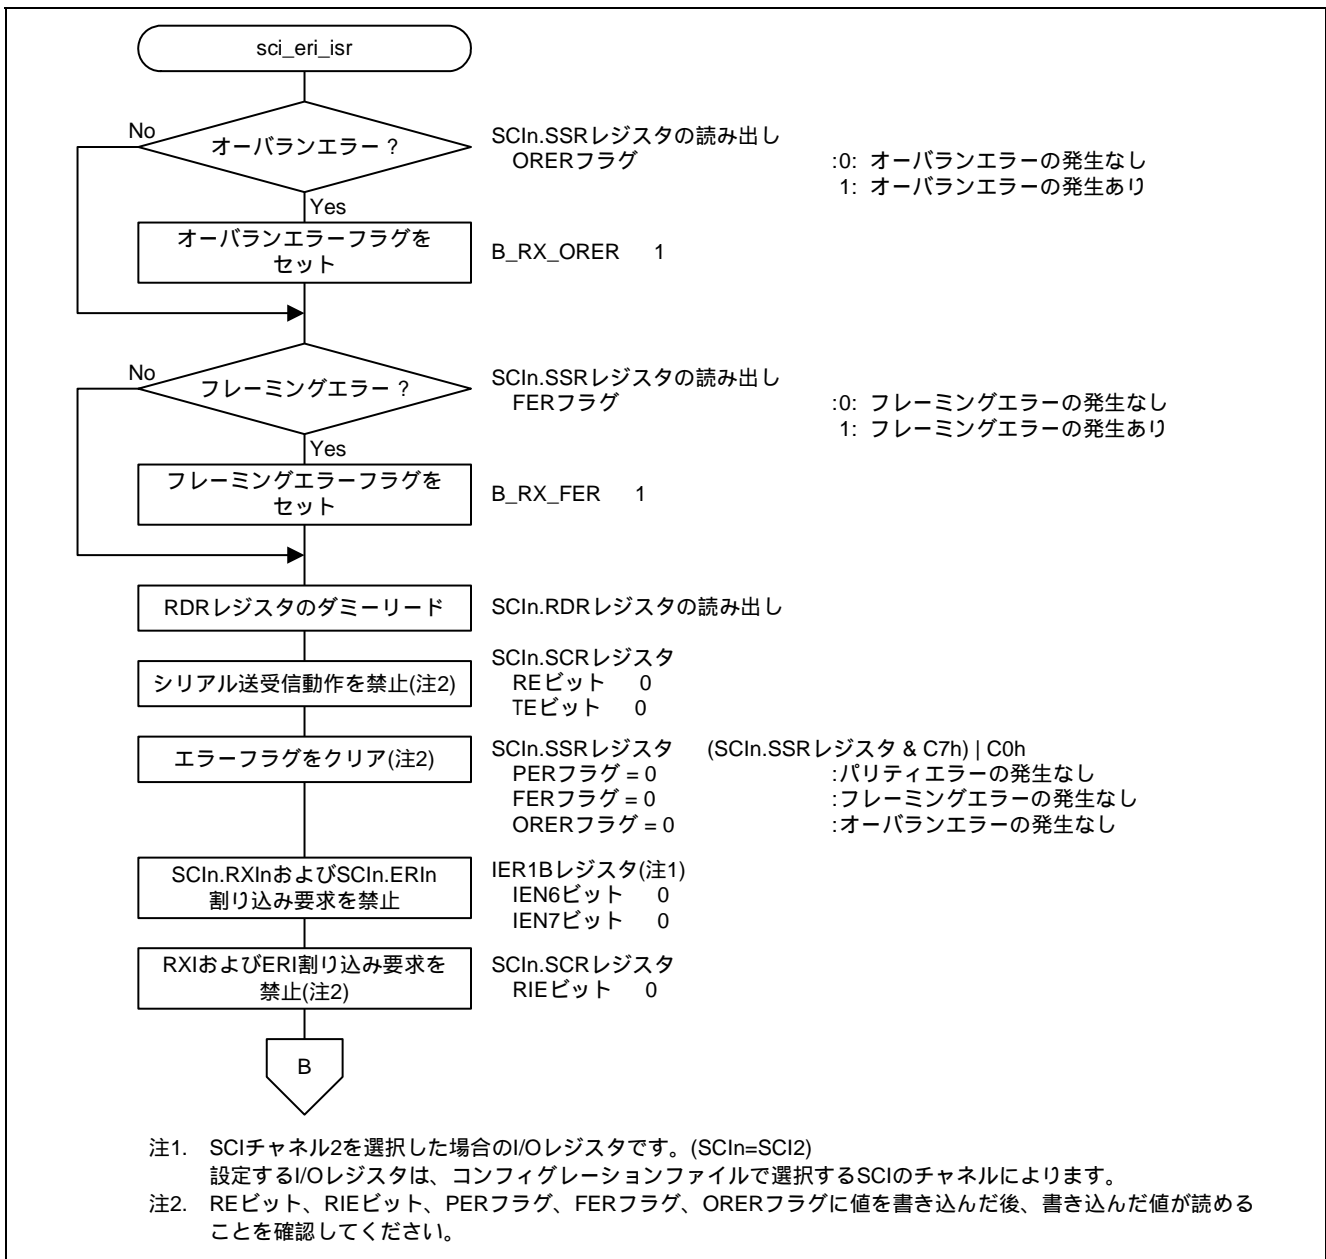 sci_eri_isr
No
オーバランエラー ?
SCIn.SSRレジスタの読み出し
ORERフラグ :0: オーバランエラーの発生なし
1: オーバランエラーの発生あり
Yes
オーバランエラーフラグを
セット
B_RX_ORER 1
No
フレーミングエラー ?
SCIn.SSRレジスタの読み出し
FERフラグ :0: フレーミングエラーの発生なし
1: フレーミングエラーの発生あり
Yes
フレーミングエラーフラグを
セット
B_RX_FER 1
RDRレジスタのダミーリード
SCIn.RDRレジスタの読み出し
シリアル送受信動作を禁止(注2)
SCIn.SCRレジスタ
REビット 0
TEビット 0
エラーフラグをクリア(注2)
SCIn.SSRレジスタ (SCIn.SSRレジスタ & C7h) | C0h
PERフラグ = 0 :パリティエラーの発生なし
FERフラグ = 0 :フレーミングエラーの発生なし
ORERフラグ = 0 :オーバランエラーの発生なし
SCIn.RXInおよびSCIn.ERIn
割り込み要求を禁止
IER1Bレジスタ(注1)
IEN6ビット 0
IEN7ビット 0
RXIおよびERI割り込み要求を
禁止(注2)
SCIn.SCRレジスタ
RIEビット 0
B
注1. SCIチャネル2を選択した場合のI/Oレジスタです。(SCIn=SCI2)
設定するI/Oレジスタは、コンフィグレーションファイルで選択するSCIのチャネルによります。
注2. REビット、RIEビット、PERフラグ、FERフラグ、ORERフラグに値を書き込んだ後、書き込んだ値が読める
ことを確認してください。